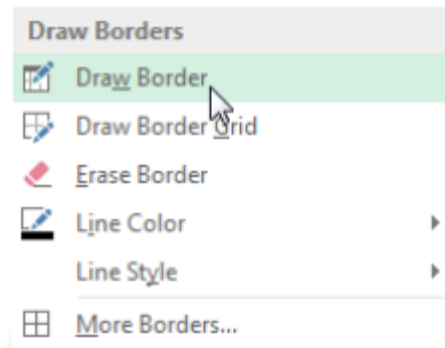 Draw Borders
Draw Border
Draw Border Grid
Erase Border
Line Color
Line Style
More Borders...